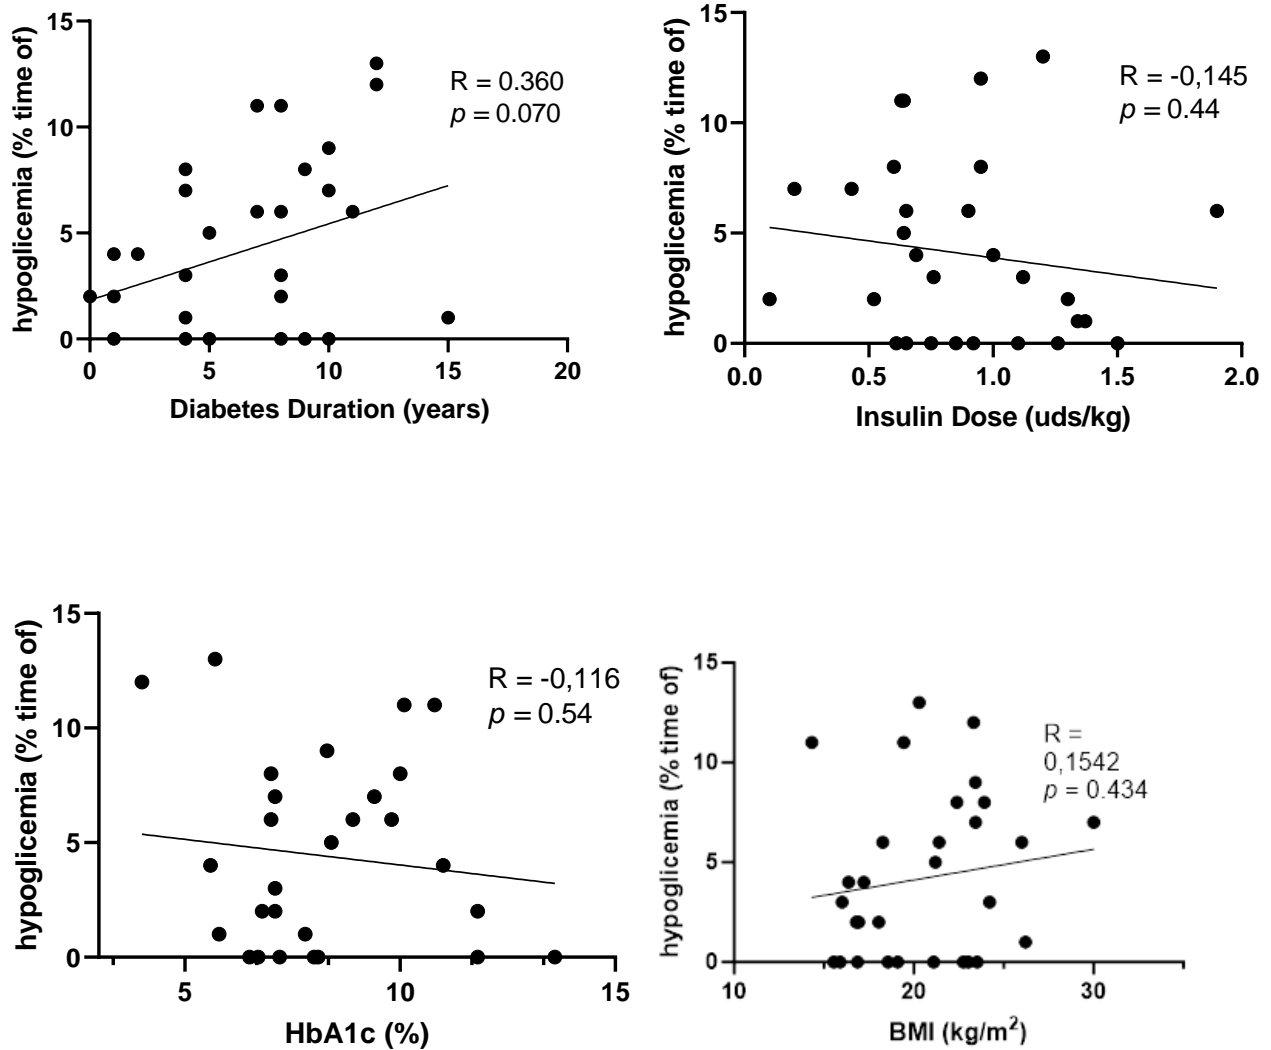 hypoglicemia (% time of)
15
10
5
0
R = 0.360
p = 0.070
0 5 10 15 20
Diabetes Duration (years)
hypoglicemia (% time of)
15
10
5
0
R = -0,145
p = 0.44
0.0 0.5 1.0 1.5 2.0
Insulin Dose (uds/kg)
hypoglicemia (% time of)
15
10
5
0
R = -0,116
p = 0.54
5 10 15
HbA1c (%)
hypoglicemia (% time of)
15
10
5
0
R =
0,1542
p = 0.434
10 20 30
BMI (kg/m²)